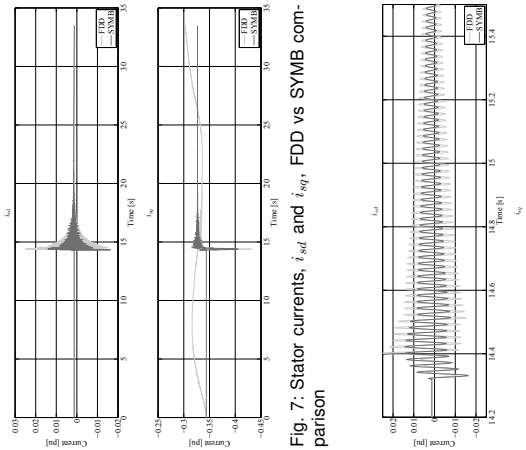 i_sd
0.03
0.02
0.01
0
−0.01
−0.02
Current [pu]
0
5
10
15
20
25
30
35
Time [s]
FDD
SYMB
i_sq
−0.25
−0.3
−0.35
−0.4
−0.45
Current [pu]
0
5
10
15
20
25
30
35
Time [s]
FDD
SYMB
Fig. 7: Stator currents, i_sd and i_sq, FDD vs SYMB com-
parison
i_sd
0.02
0.01
0
−0.01
−0.02
Current [pu]
14.2
14.4
14.6
14.8
15
15.2
15.4
Time [s]
FDD
SYMB
i_sq